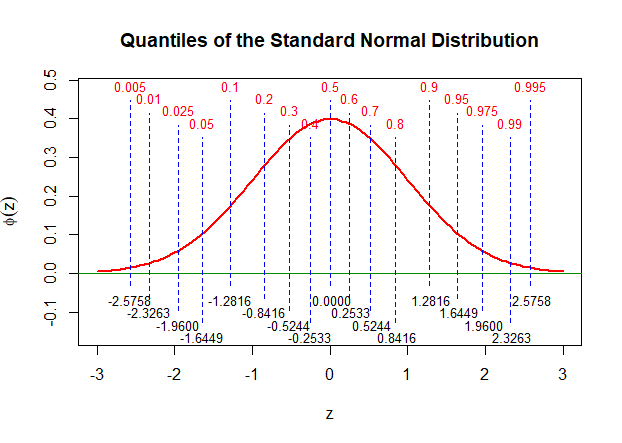 Quantiles of the Standard Normal Distribution
0.005 0.1 0.5 0.9 0.995
0.01 0.2 0.6 0.95
0.025 0.3 0.7 0.975
0.05 0.4 0.8 0.99
0.5
0.4
0.3
0.2
0.1
0.0
-0.1
ϕ(z)
-2.5758 -1.2816 0.0000 1.2816 2.5758
-2.3263 -0.8416 0.2533 1.6449
-1.9600 -0.5244 0.5244 1.9600
-1.6449 -0.2533 0.8416 2.3263
-3 -2 -1 0 1 2 3
z